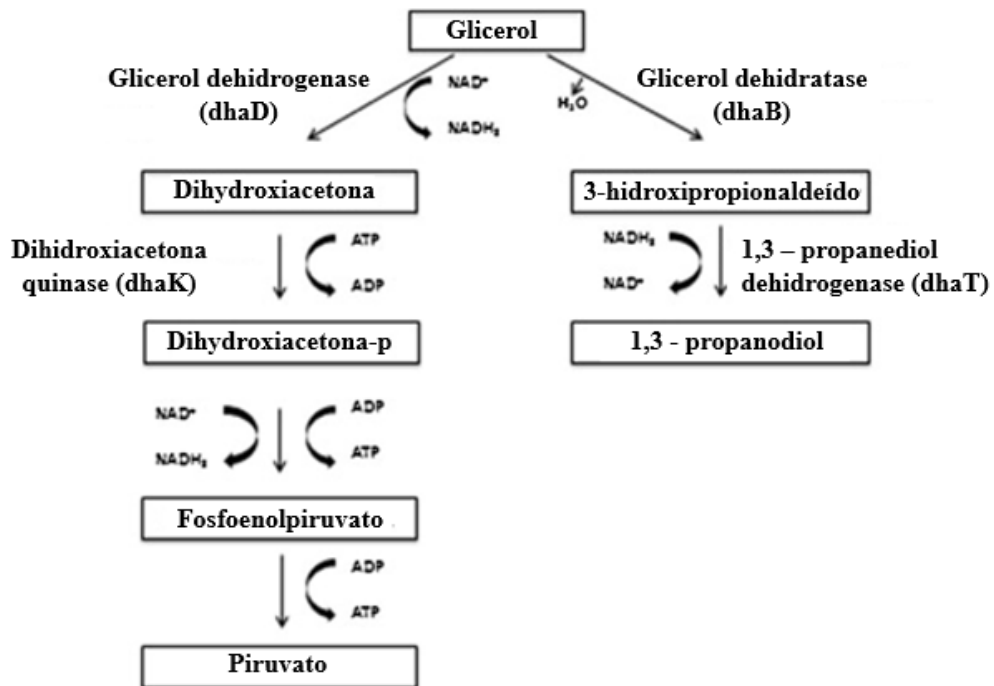 Glicerol
Glicerol dehidrogenase
(dhaD)
NAD⁺
NADH₂
H₂O
Glicerol dehidratase
(dhaB)
Dihydroxiacetona
3-hidroxipropionaldeído
Dihidroxiacetona
quinase (dhaK)
ATP
ADP
NADH₂
NAD⁺
1,3 – propanediol
dehidrogenase (dhaT)
Dihydroxiacetona-p
1,3 - propanodiol
NAD⁺
NADH₂
ADP
ATP
Fosfoenolpiruvato
ADP
ATP
Piruvato